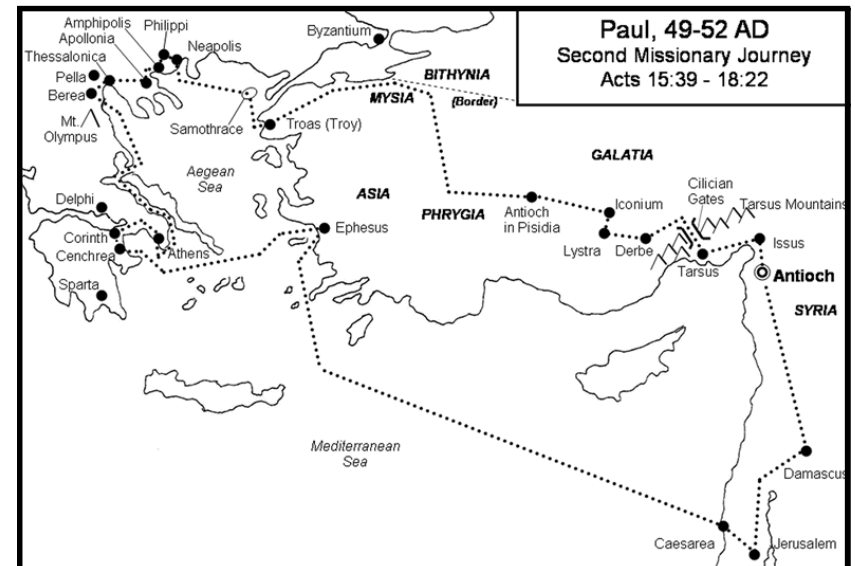 Paul, 49-52 AD
Second Missionary Journey
Acts 15:39 - 18:22
Amphipolis
Apollonia
Thessalonica
Pella
Berea
Mt.
Olympus
Philippi
Neapolis
Samothrace
Byzantium
BITHYNIA
(Border)
MYSIA
Troas (Troy)
Aegean
Sea
GALATIA
ASIA
PHRYGIA
Antioch
in Pisidia
Iconium
Lystra
Derbe
Cilician
Gates
Tarsus Mountains
Tarsus
Issus
Antioch
SYRIA
Delphi
Corinth
Cenchrea
Athens
Sparta
Ephesus
Mediterranean
Sea
Damascus
Caesarea
Jerusalem